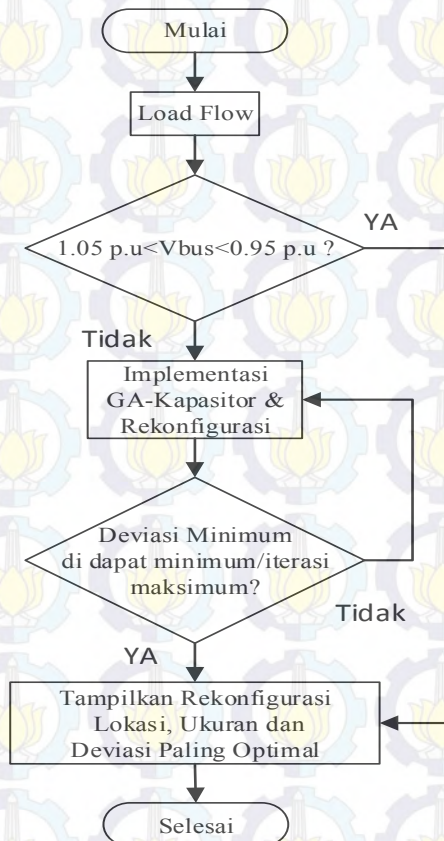 Mulai
Load Flow
1.05 p.u<Vbus<0.95 p.u ?
YA
Tidak
Implementasi
GA-Kapasitor &
Rekonfigurasi
Deviasi Minimum
di dapat minimum/iterasi
maksimum?
Tidak
YA
Tampilkan Rekonfigurasi
Lokasi, Ukuran dan
Deviasi Paling Optimal
Selesai